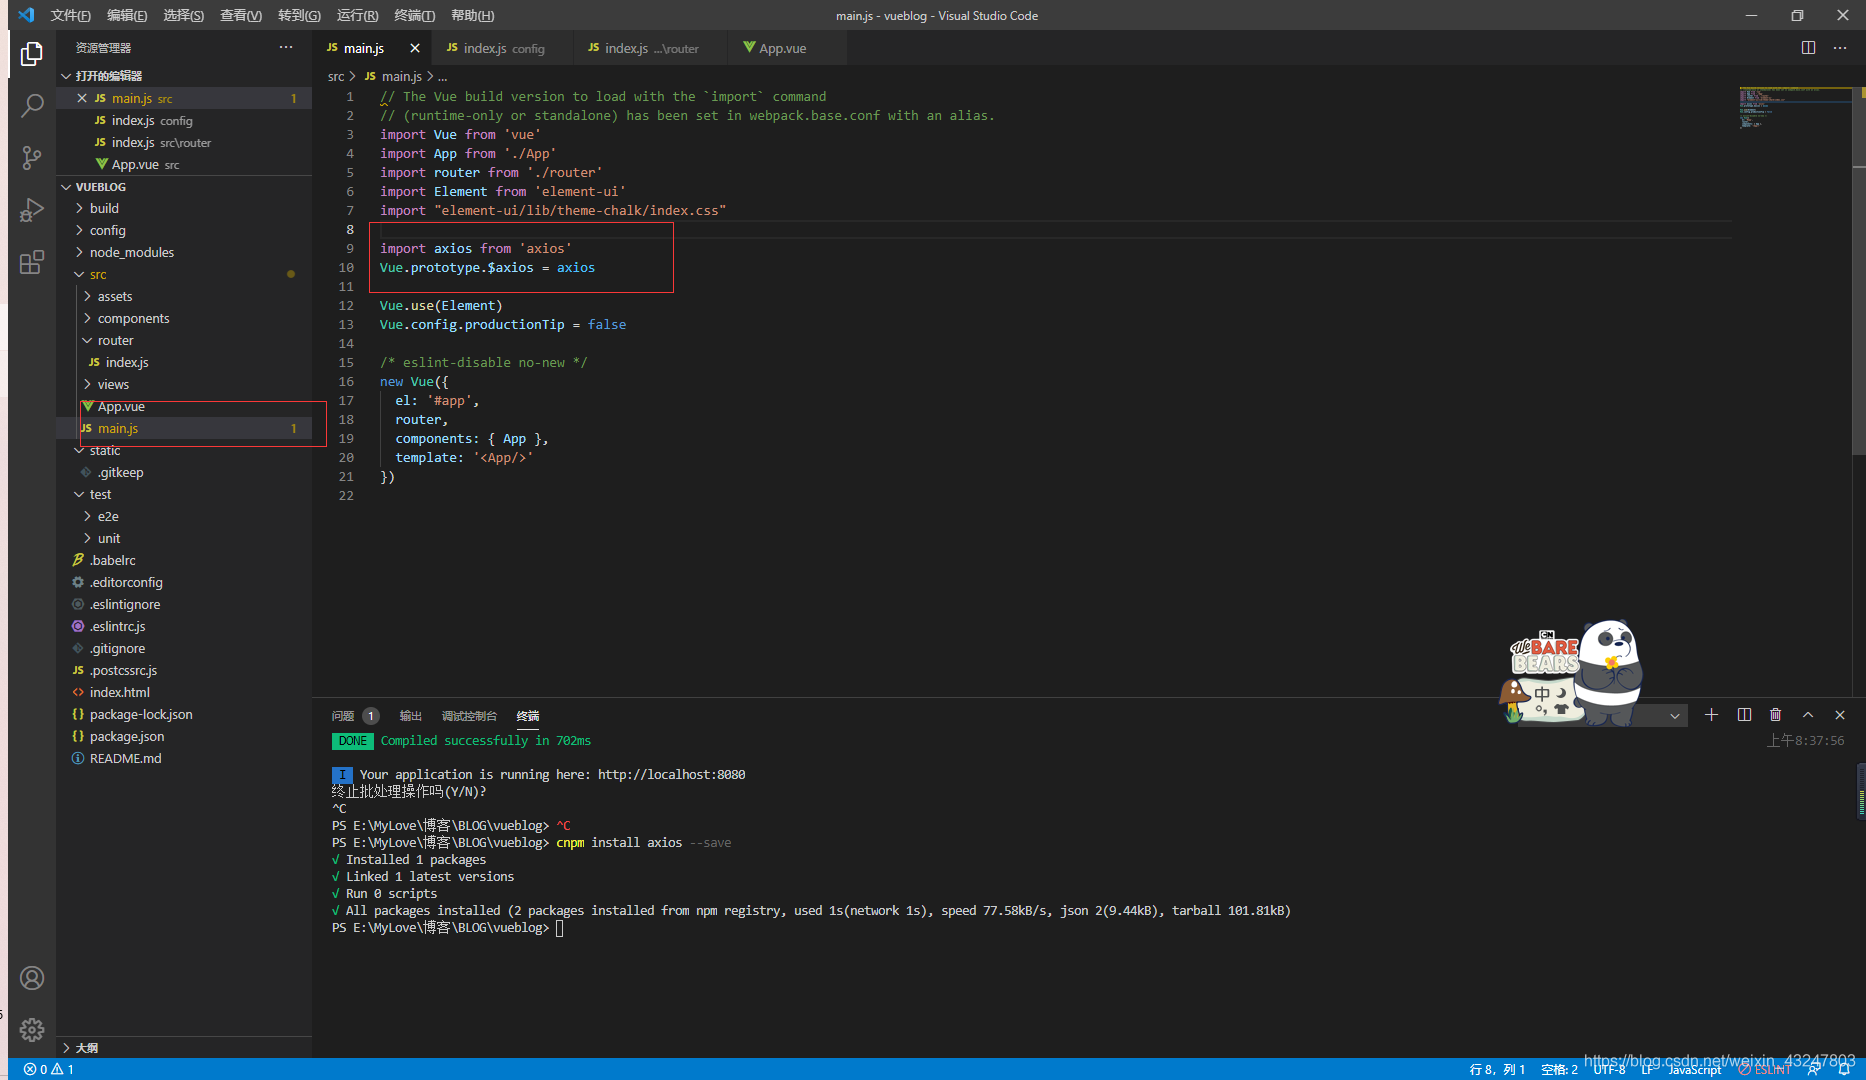 文件(F) 编辑(E) 选择(S) 查看(V) 转到(G) 运行(R) 终端(T) 帮助(H) main.js - vueblog - Visual Studio Code
资源管理器
打开的编辑器
main.js src 1
index.js config
index.js src\router
App.vue src
VUEBLOG
build
config
node_modules
src
assets
components
router
index.js
views
App.vue
main.js 1
static
.gitkeep
test
e2e
unit
.babelrc
.editorconfig
.eslintignore
.eslintrc.js
.gitignore
.postcssrc.js
index.html
package-lock.json
package.json
README.md
大纲
main.js index.js config index.js ...\router App.vue
src > main.js > ...
1 // The Vue build version to load with the `import` command
2 // (runtime-only or standalone) has been set in webpack.base.conf with an alias.
3 import Vue from 'vue'
4 import App from './App'
5 import router from './router'
6 import Element from 'element-ui'
7 import "element-ui/lib/theme-chalk/index.css"
8
9 import axios from 'axios'
10 Vue.prototype.$axios = axios
11
12 Vue.use(Element)
13 Vue.config.productionTip = false
14
15 /* eslint-disable no-new */
16 new Vue({
17 el: '#app',
18 router,
19 components: { App },
20 template: '<App/>'
21 })
22
CN
We BARE
BEARS
中
问题 1 输出 调试控制台 终端
DONE Compiled successfully in 702ms 上午8:37:56
I Your application is running here: http://localhost:8080
终止批处理操作吗(Y/N)?
^C
PS E:\MyLove\博客\BLOG\vueblog> ^C
PS E:\MyLove\博客\BLOG\vueblog> cnpm install axios --save
√ Installed 1 packages
√ Linked 1 latest versions
√ Run 0 scripts
√ All packages installed (2 packages installed from npm registry, used 1s(network 1s), speed 77.58kB/s, json 2(9.44kB), tarball 101.81kB)
PS E:\MyLove\博客\BLOG\vueblog>
0 1 行 8，列 1 空格: 2 UTF-8 LF JavaScript ESLINT
https://blog.csdn.net/weixin_43247803